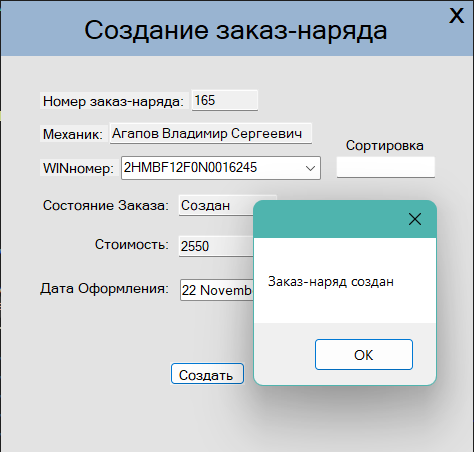 Создание заказ-наряда
X
Номер заказ-наряда: 165
Механик: Агапов Владимир Сергеевич
Сортировка
WINномер: 2HMBF12F0N0016245
Состояние Заказа: Создан
Стоимость: 2550
Дата Оформления: 22 Novemb
Создать
Заказ-наряд создан
ОК